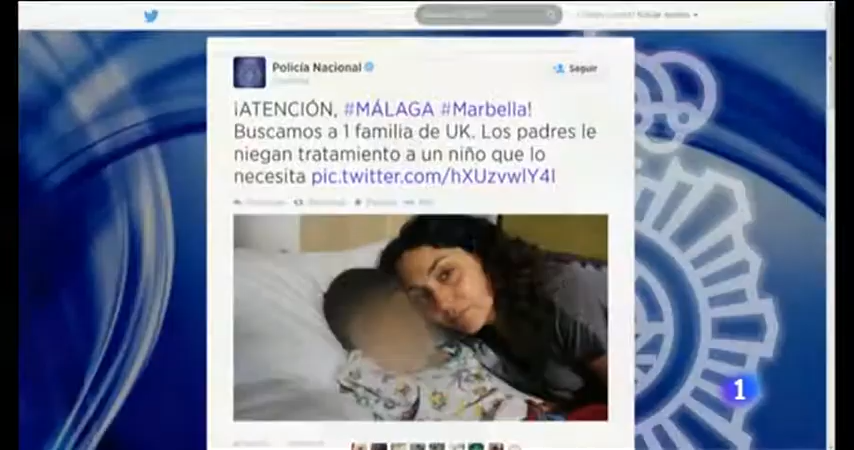 Policía Nacional
Seguir
¡ATENCIÓN, #MÁLAGA #Marbella!
Buscamos a 1 familia de UK. Los padres le
niegan tratamiento a un niño que lo
necesita pic.twitter.com/hXUzvwlY4I
1